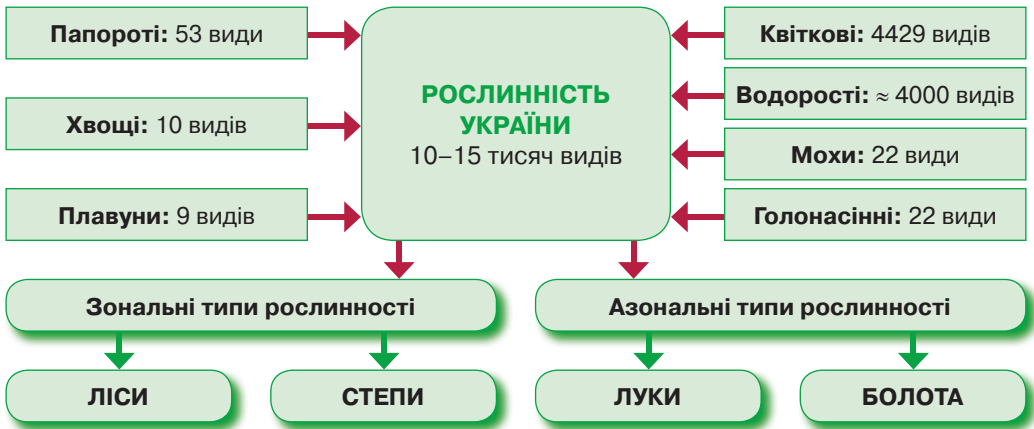 Папороті: 53 види
Хвощі: 10 видів
Плавуни: 9 видів
РОСЛИННІСТЬ
УКРАЇНИ
10–15 тисяч видів
Квіткові: 4429 видів
Водорості: ≈ 4000 видів
Мохи: 22 види
Голонасінні: 22 види
Зональні типи рослинності
Азональні типи рослинності
ЛІСИ
СТЕПИ
ЛУКИ
БОЛОТА